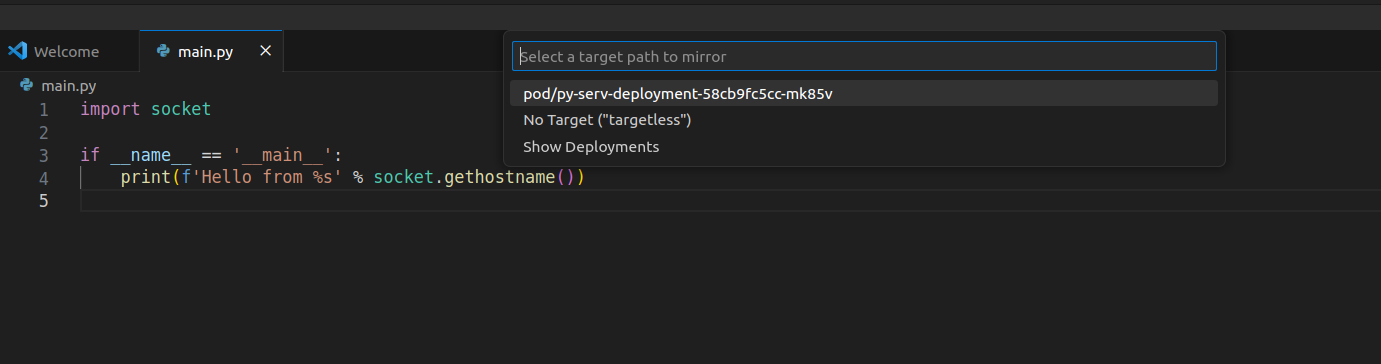 Welcome
main.py
Select a target path to mirror
pod/py-serv-deployment-58cb9fc5cc-mk85v
No Target ("targetless")
Show Deployments
main.py
1 import socket
2
3 if __name__ == '__main__':
4     print(f'Hello from %s' % socket.gethostname())
5